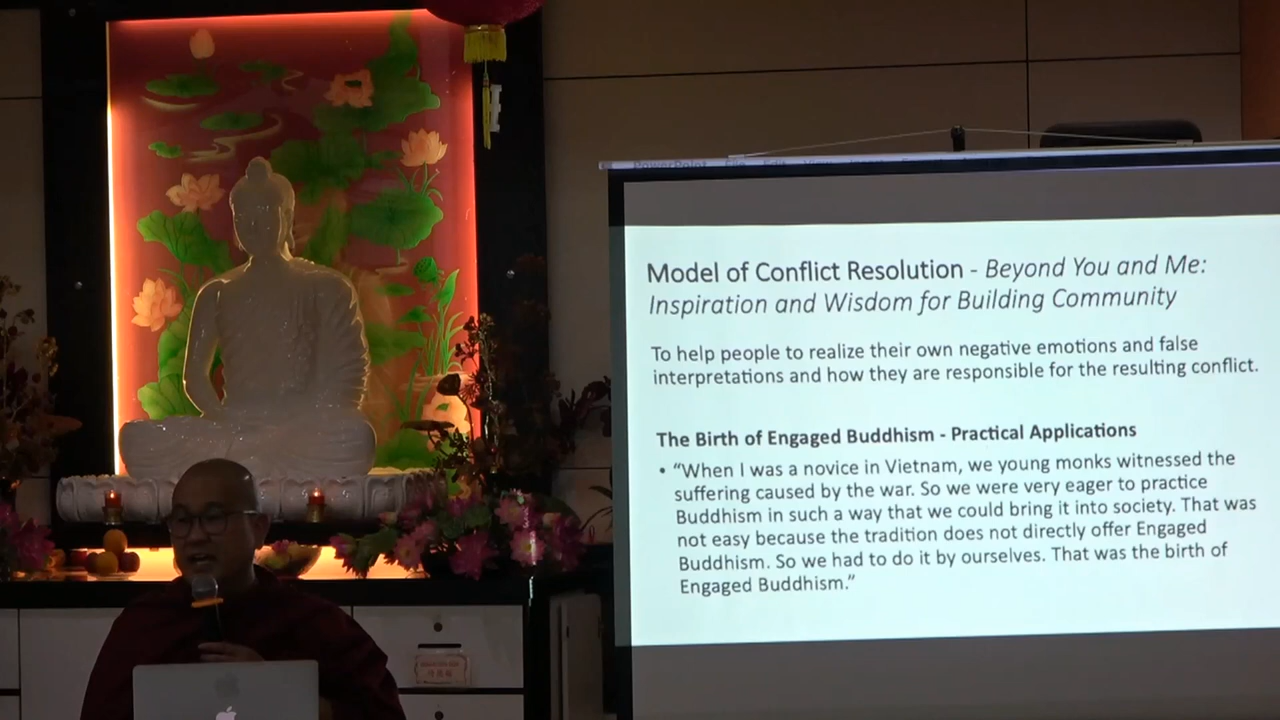 PowerPoint File Edit View
Model of Conflict Resolution - Beyond You and Me:
Inspiration and Wisdom for Building Community
To help people to realize their own negative emotions and false
interpretations and how they are responsible for the resulting conflict.
The Birth of Engaged Buddhism - Practical Applications
• “When I was a novice in Vietnam, we young monks witnessed the
suffering caused by the war. So we were very eager to practice
Buddhism in such a way that we could bring it into society. That was
not easy because the tradition does not directly offer Engaged
Buddhism. So we had to do it by ourselves. That was the birth of
Engaged Buddhism.”